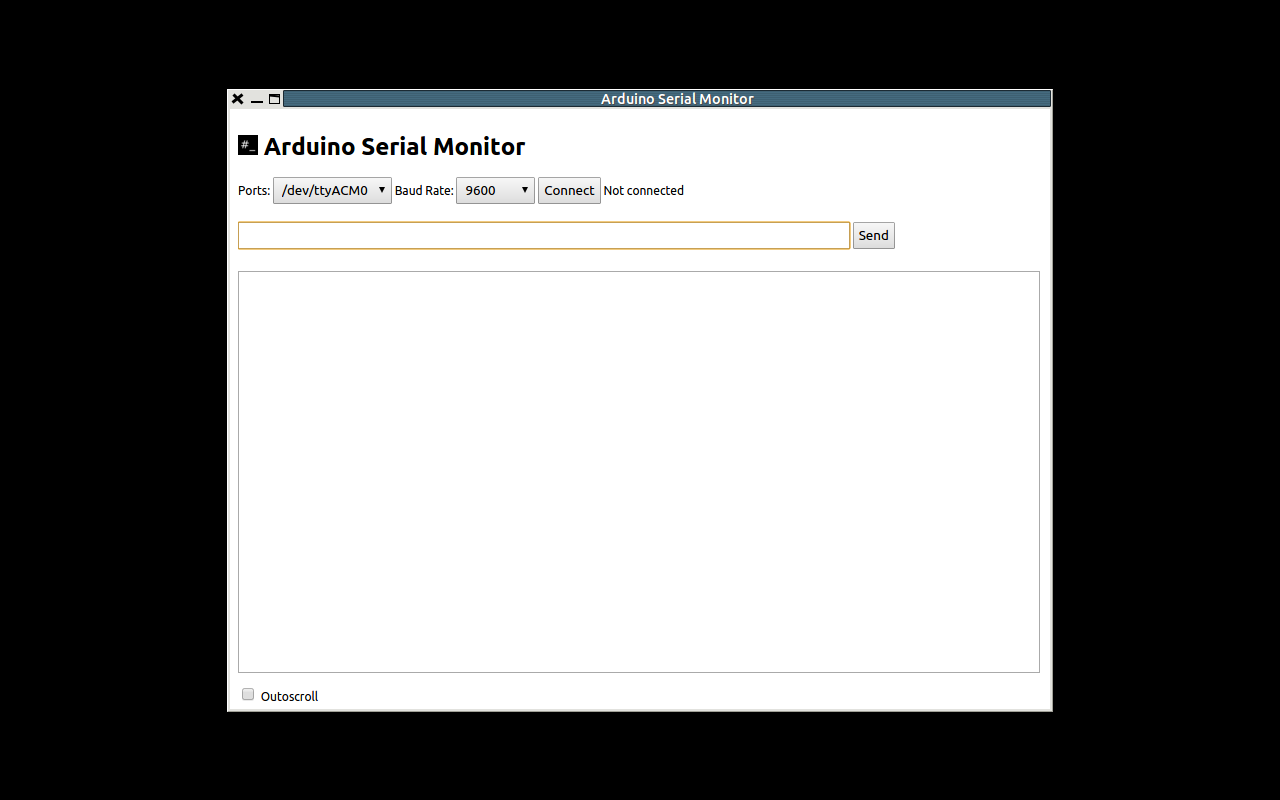 Arduino Serial Monitor
#_ Arduino Serial Monitor
Ports: /dev/ttyACM0 Baud Rate: 9600 Connect Not connected
Send
Outoscroll